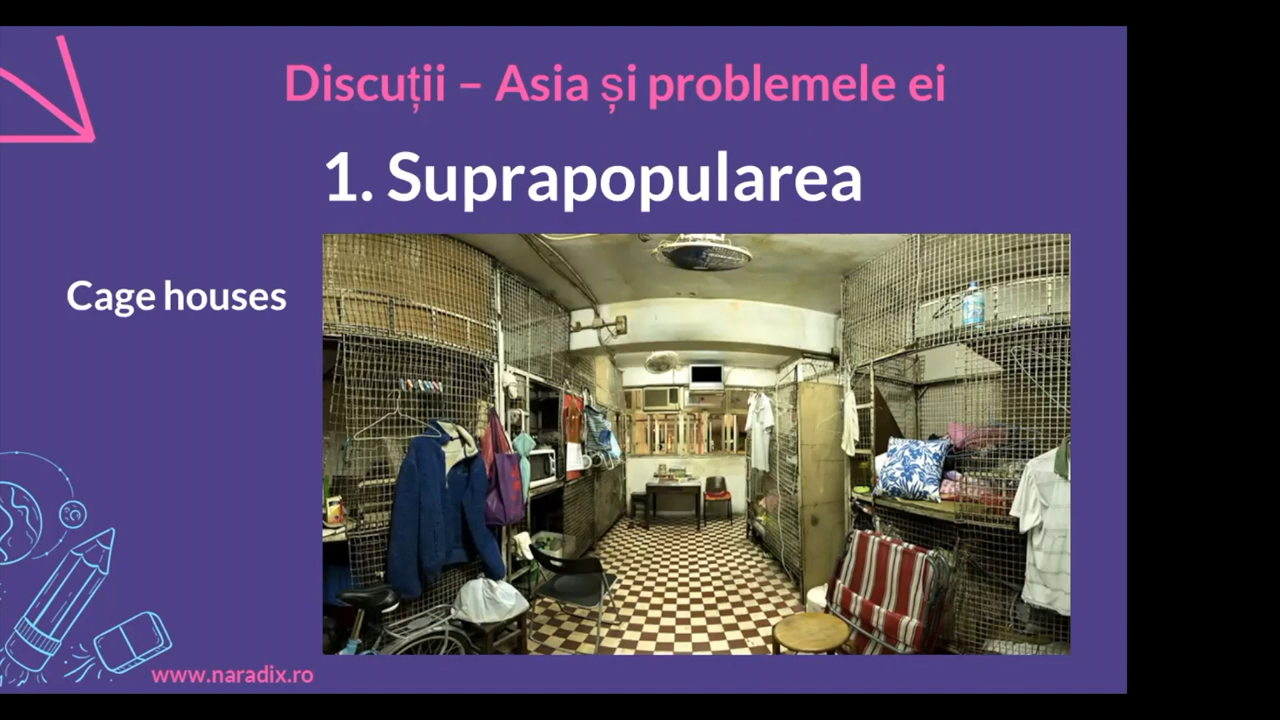 Discuții – Asia și problemele ei
1. Suprapopularea
Cage houses
www.naradix.ro